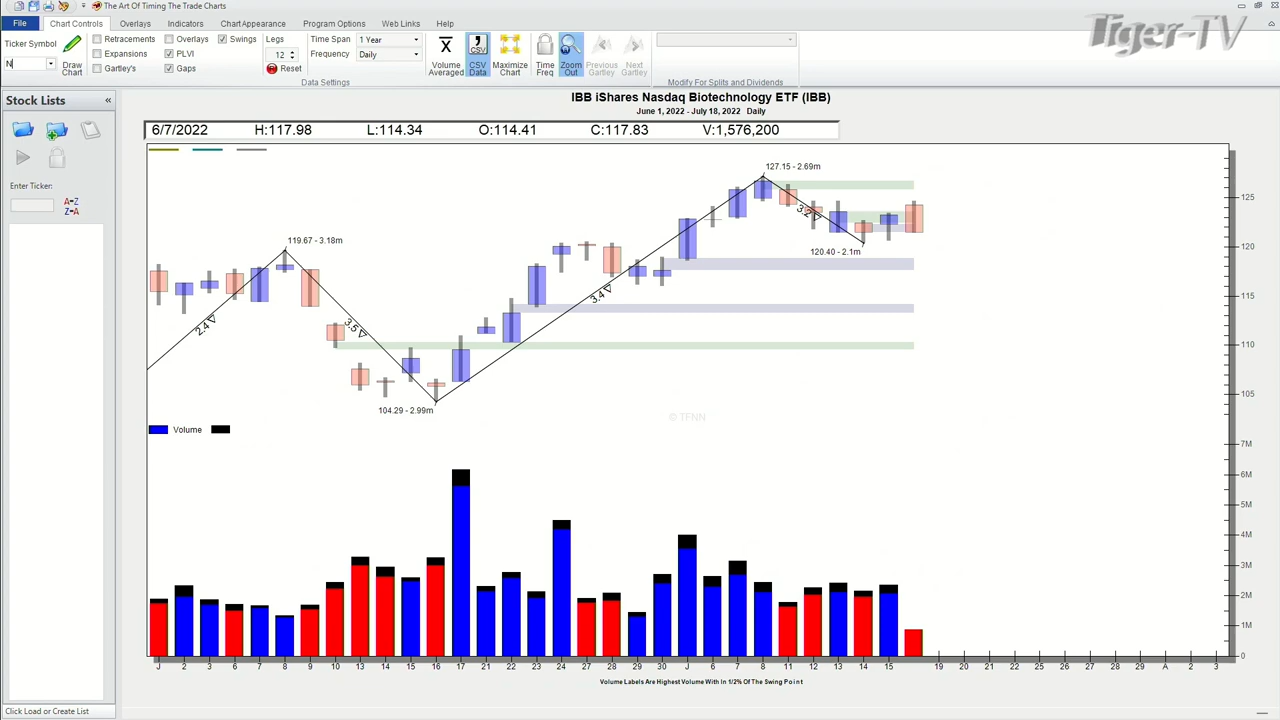 The Art Of Timing The Trade Charts
Tiger-TV
File
Chart Controls
Overlays
Indicators
Chart Appearance
Program Options
Web Links
Help
Ticker Symbol
N
Draw
Chart
Retracements
Overlays
Swings
Expansions
PLVI
Gartley's
Gaps
Legs
12
Reset
Time Span
1 Year
Frequency
Daily
Data Settings
Volume
Averaged
CSV
CSV
Data
Maximize
Chart
Time
Freq
Zoom
Out
Previous
Gartley
Next
Gartley
Modify For Splits and Dividends
Stock Lists
«
Enter Ticker:
A-Z
Z-A
Click Load or Create List
IBB iShares Nasdaq Biotechnology ETF (IBB)
June 1, 2022 - July 18, 2022 Daily
6/7/2022 H:117.98 L:114.34 O:114.41 C:117.83 V:1,576,200
127.15 - 2.69m
119.67 - 3.18m
120.40 - 2.1m
104.29 - 2.99m
2.4
3.5
3.4
3.2
125
120
115
110
105
© TFNN
Volume
7M
6M
5M
4M
3M
2M
1M
0
J 2 3 6 7 8 9 10 13 14 15 16 17 21 22 23 24 27 28 29 30 J 6 7 8 11 12 13 14 15 19 20 21 22 25 26 27 28 29 A 2 3
Volume Labels Are Highest Volume With In 1/2% Of The Swing Point